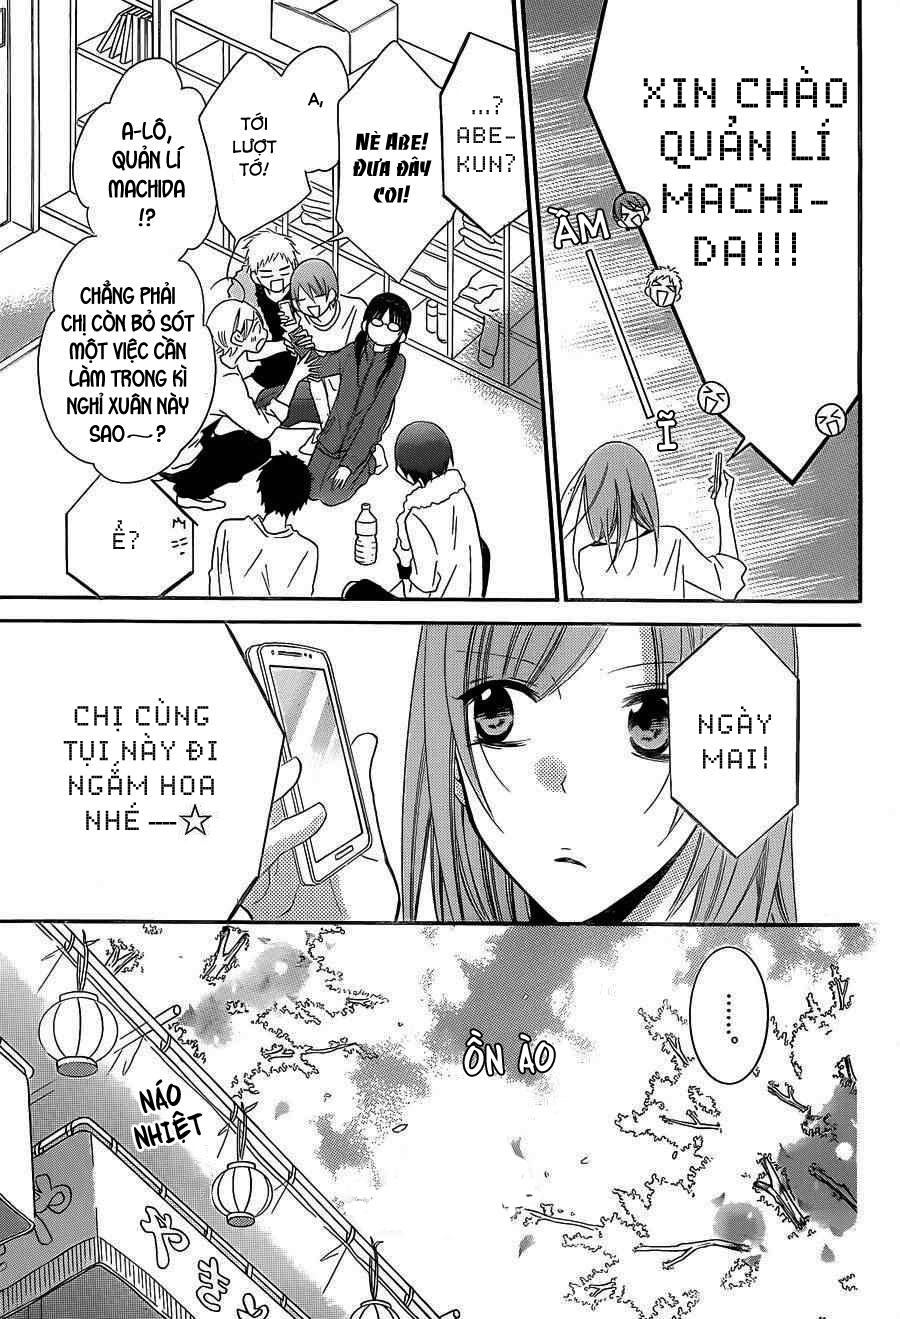 XIN CHÀO
QUẢN LÍ
MACHI-
DA!!!
ẦM
Ĩ
...?
ABE-
KUN?
NÈ ABE!
ĐƯA ĐÂY
COI!
A,
TỚI
LƯỢT
TỚ!
A-LÔ,
QUẢN LÍ
MACHIDA
!?
CHẲNG PHẢI
CHỊ CÒN BỎ SÓT
MỘT VIỆC CẦN
LÀM TRONG KÌ
NGHỈ XUÂN NÀY
SAO~?
Ể?
NGÀY
MAI!
CHỊ CÙNG
TỤI NÀY ĐI
NGẮM HOA
NHÉ ----☆
.......
ỒN ÀO
NÁO
NHIỆT
やき